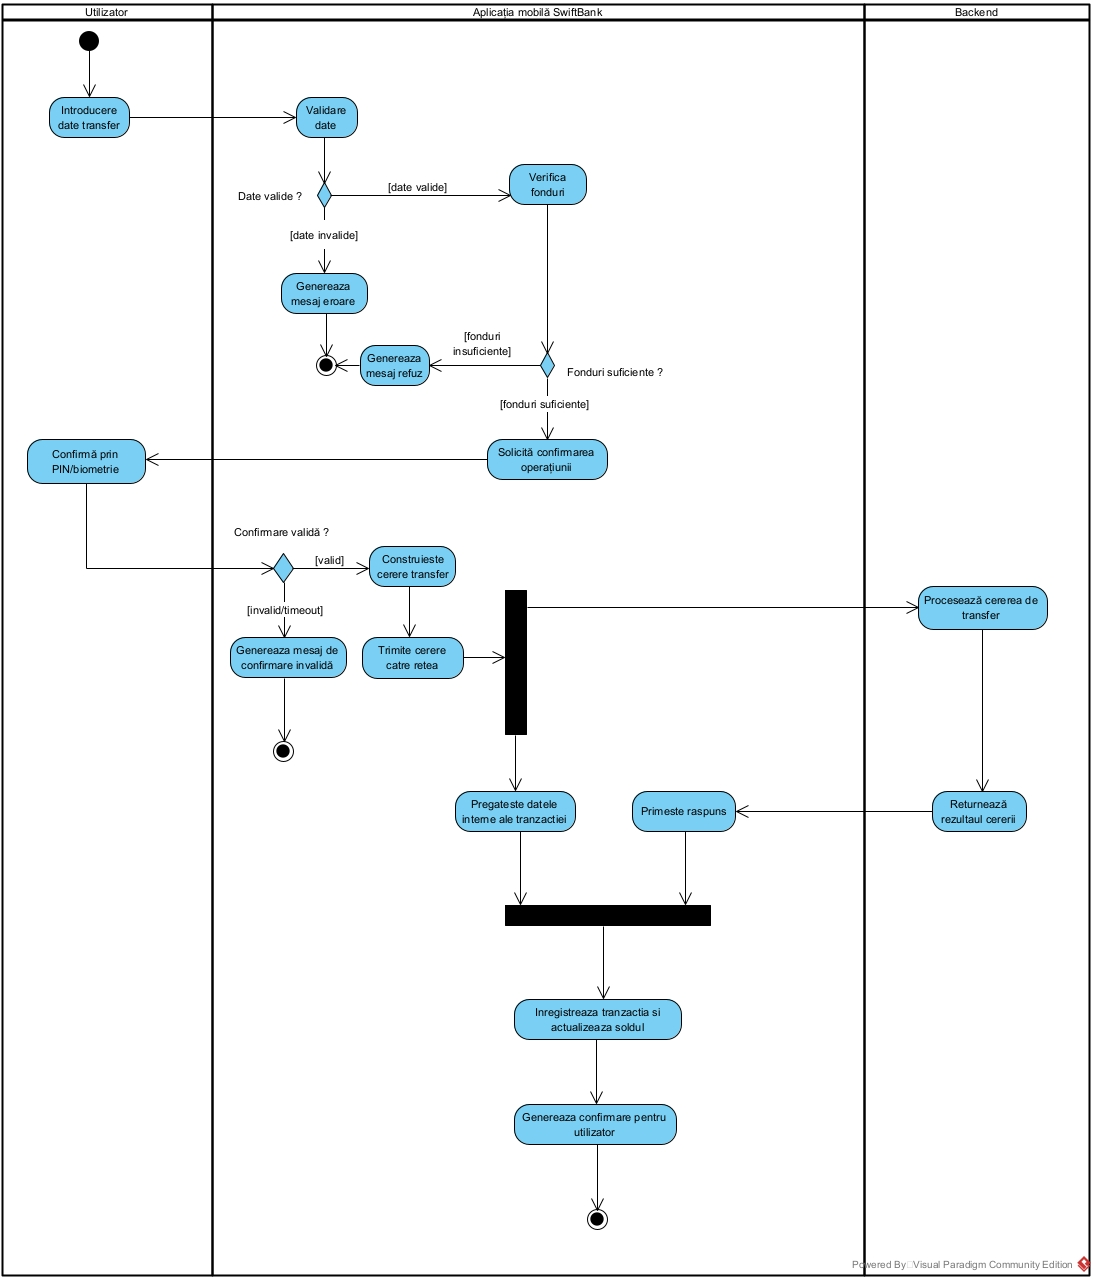 Utilizator
Aplicația mobilă SwiftBank
Backend
Introducere
date transfer
Validare
date
Date valide ?
[date valide]
Verifica
fonduri
[date invalide]
Genereaza
mesaj eroare
[fonduri
insuficiente]
Genereaza
mesaj refuz
Fonduri suficiente ?
[fonduri suficiente]
Confirmă prin
PIN/biometrie
Solicită confirmarea
operațiunii
Confirmare validă ?
[valid]
Construieste
cerere transfer
[invalid/timeout]
Genereaza mesaj de
confirmare invalidă
Trimite cerere
catre retea
Procesează cererea de
transfer
Pregateste datele
interne ale tranzactiei
Primeste raspuns
Returnează
rezultaul cererii
Inregistreaza tranzactia si
actualizeaza soldul
Genereaza confirmare pentru
utilizator
Powered By Visual Paradigm Community Edition